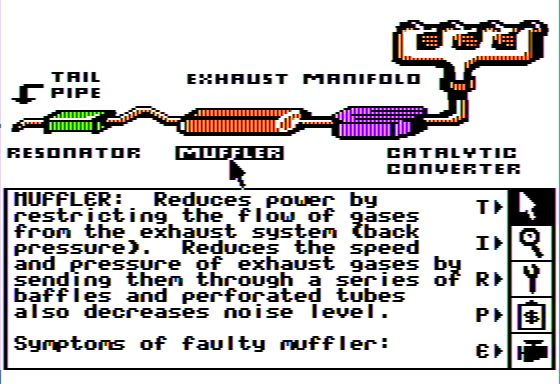 TAIL
PIPE
EXHAUST MANIFOLD
RESONATOR
MUFFLER
CATALYTIC
CONVERTER
MUFFLER: Reduces power by
restricting the flow of gases
from the exhaust system (back
pressure). Reduces the speed
and pressure of exhaust gases by
sending them through a series of
baffles and perforated tubes
also decreases noise level.
Symptoms of faulty muffler:
T
I
R
P
E
$